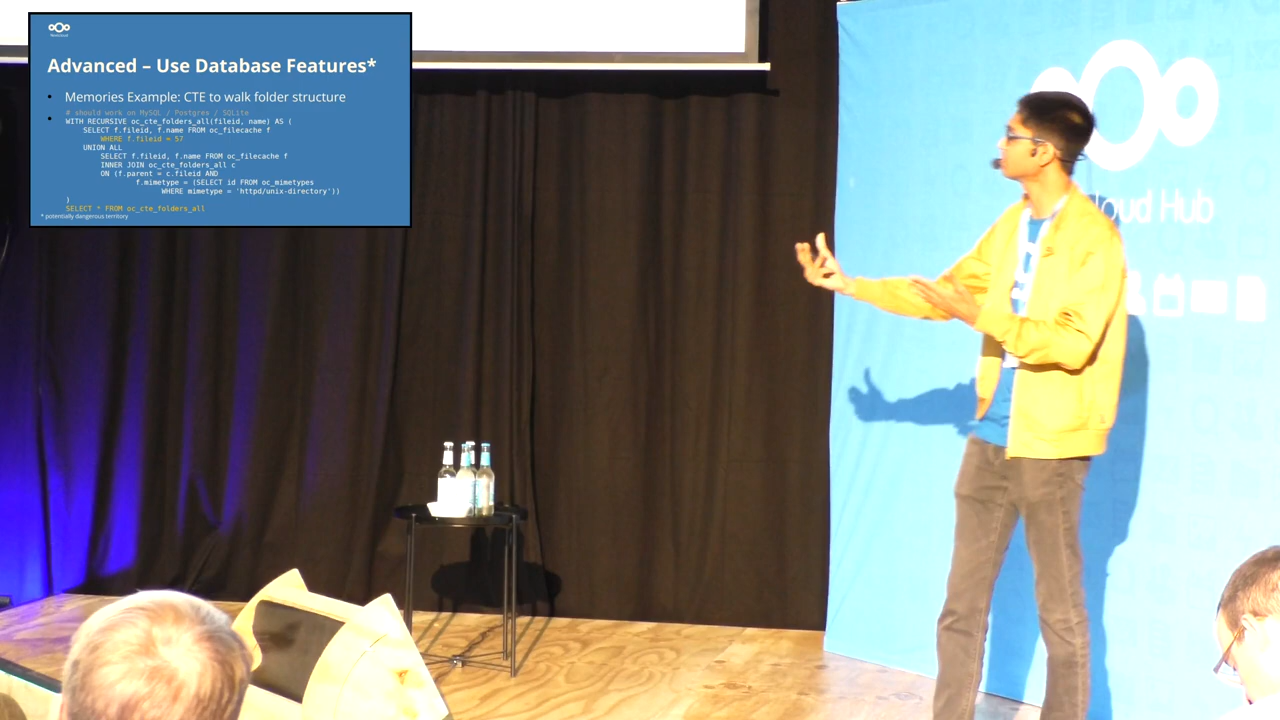 Nextcloud
Advanced – Use Database Features*
• Memories Example: CTE to walk folder structure
• # should work on MySQL / Postgres / SQLite
WITH RECURSIVE oc_cte_folders_all(fileid, name) AS (
SELECT f.fileid, f.name FROM oc_filecache f
WHERE f.fileid = 57
UNION ALL
SELECT f.fileid, f.name FROM oc_filecache f
INNER JOIN oc_cte_folders_all c
ON (f.parent = c.fileid AND
f.mimetype = (SELECT id FROM oc_mimetypes
WHERE mimetype = 'httpd/unix-directory'))
)
SELECT * FROM oc_cte_folders_all
* potentially dangerous territory
loud Hub